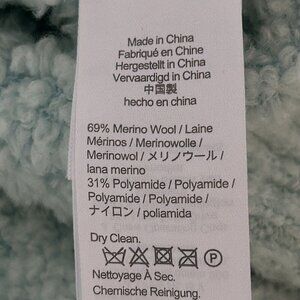 Made in China
Fabriqué en Chine
Hergestellt in China
Vervaardigd in China
中国製
hecho en china
69% Merino Wool / Laine
Mérinos / Merinowolle /
Merinowol / メリノウール /
lana merino
31% Polyamide / Polyamide /
Polyamide, / Polyamide /
ナイロン / poliamida
Dry Clean.
P
Nettoyage À Sec.
Chemische Reinigung.